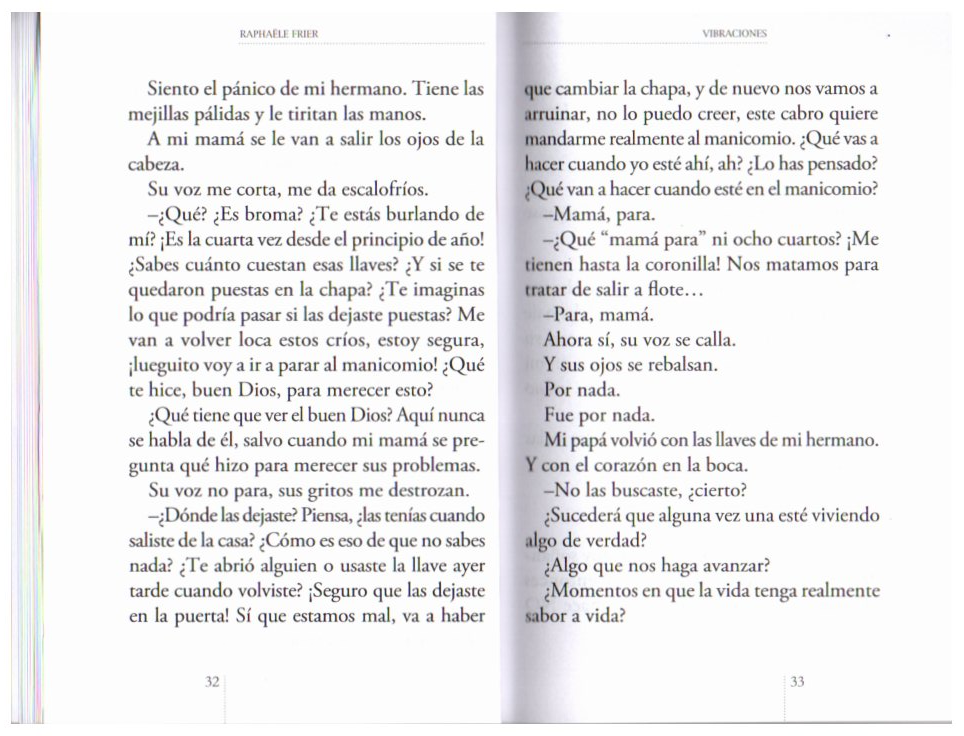 RAPHAËLE FRIER
Siento el pánico de mi hermano. Tiene las
mejillas pálidas y le tiritan las manos.
A mi mamá se le van a salir los ojos de la
cabeza.
Su voz me corta, me da escalofríos.
–¿Qué? ¿Es broma? ¿Te estás burlando de
mí? ¡Es la cuarta vez desde el principio de año!
¿Sabes cuánto cuestan esas llaves? ¿Y si se te
quedaron puestas en la chapa? ¿Te imaginas
lo que podría pasar si las dejaste puestas? Me
van a volver loca estos críos, estoy segura,
¡lueguito voy a ir a parar al manicomio! ¿Qué
te hice, buen Dios, para merecer esto?
¿Qué tiene que ver el buen Dios? Aquí nunca
se habla de él, salvo cuando mi mamá se pre-
gunta qué hizo para merecer sus problemas.
Su voz no para, sus gritos me destrozan.
–¿Dónde las dejaste? Piensa, ¿las tenías cuando
saliste de la casa? ¿Cómo es eso de que no sabes
nada? ¿Te abrió alguien o usaste la llave ayer
tarde cuando volviste? ¡Seguro que las dejaste
en la puerta! Sí que estamos mal, va a haber
32
VIBRACIONES
que cambiar la chapa, y de nuevo nos vamos a
arruinar, no lo puedo creer, este cabro quiere
mandarme realmente al manicomio. ¿Qué vas a
hacer cuando yo esté ahí, ah? ¿Lo has pensado?
¿Qué van a hacer cuando esté en el manicomio?
–Mamá, para.
–¿Qué “mamá para” ni ocho cuartos? ¡Me
tienen hasta la coronilla! Nos matamos para
tratar de salir a flote…
–Para, mamá.
Ahora sí, su voz se calla.
Y sus ojos se rebalsan.
Por nada.
Fue por nada.
Mi papá volvió con las llaves de mi hermano.
Y con el corazón en la boca.
–No las buscaste, ¿cierto?
¿Sucederá que alguna vez una esté viviendo
algo de verdad?
¿Algo que nos haga avanzar?
¿Momentos en que la vida tenga realmente
sabor a vida?
33